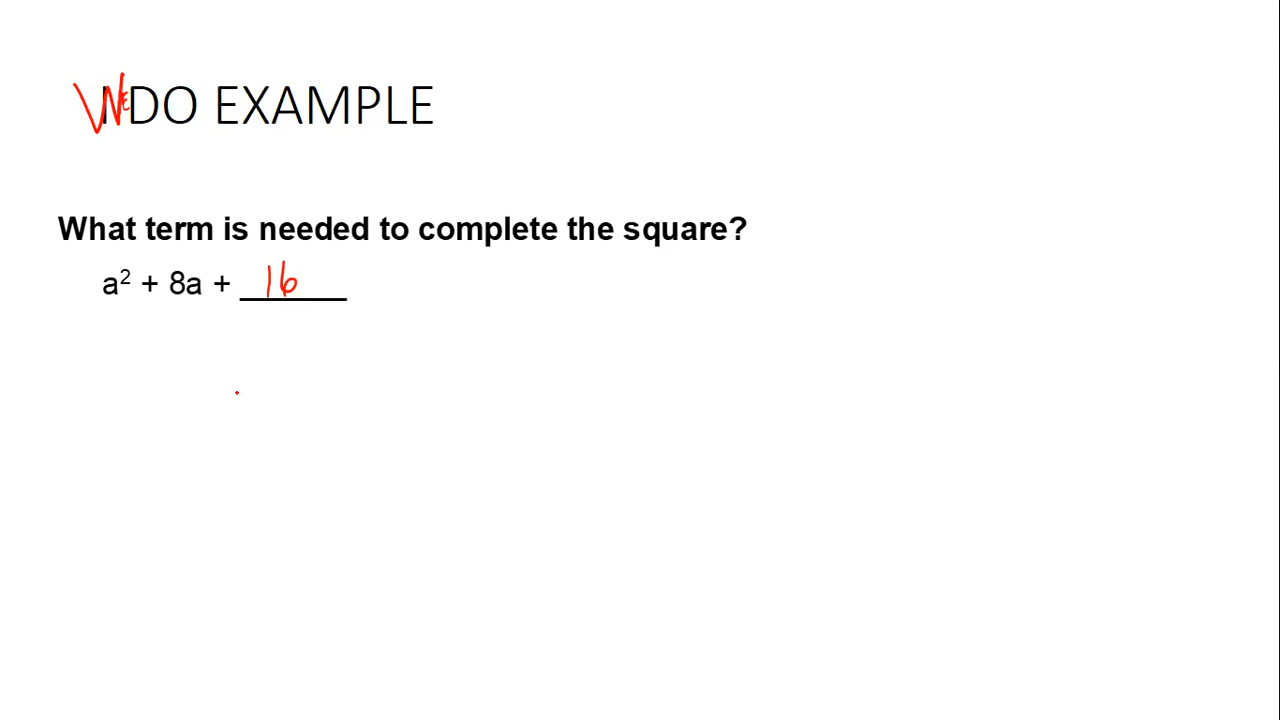 WE DO EXAMPLE
What term is needed to complete the square?
a² + 8a + 16